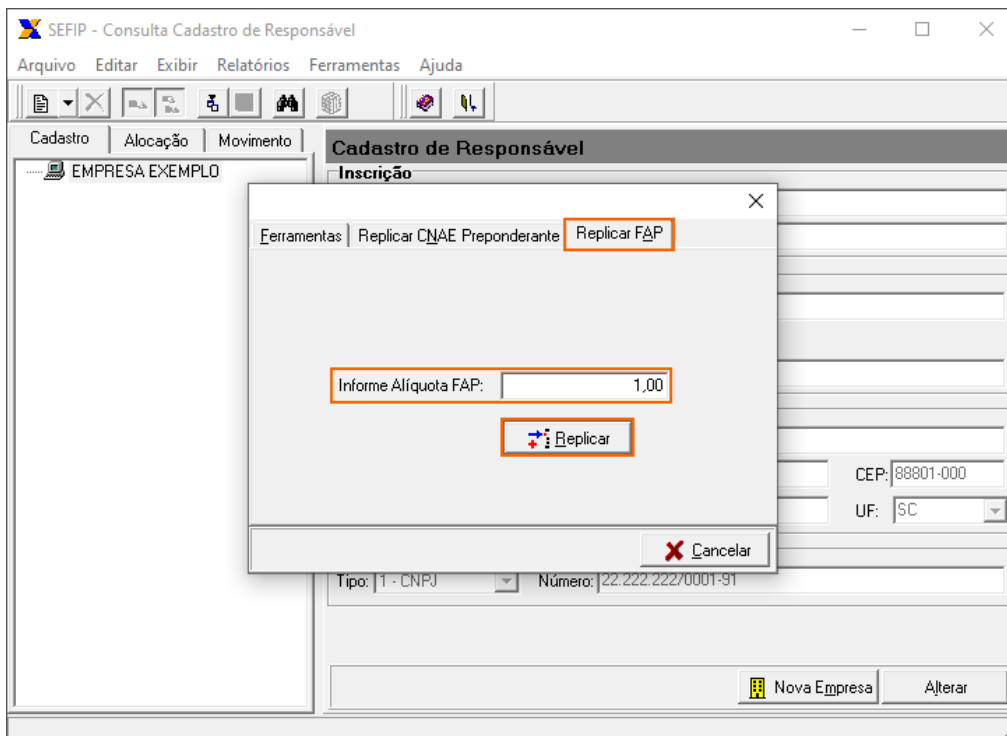 SEFIP - Consulta Cadastro de Responsável
Arquivo Editar Exibir Relatórios Ferramentas Ajuda
Cadastro Alocação Movimento
EMPRESA EXEMPLO
Cadastro de Responsável
Inscrição
Ferramentas Replicar CNAE Preponderante Replicar FAP
Informe Alíquota FAP: 1,00
Replicar
Cancelar
CEP: 88801-000
UF: SC
Tipo: 1 - CNPJ Número: 22.222.222/0001-91
Nova Empresa Alterar